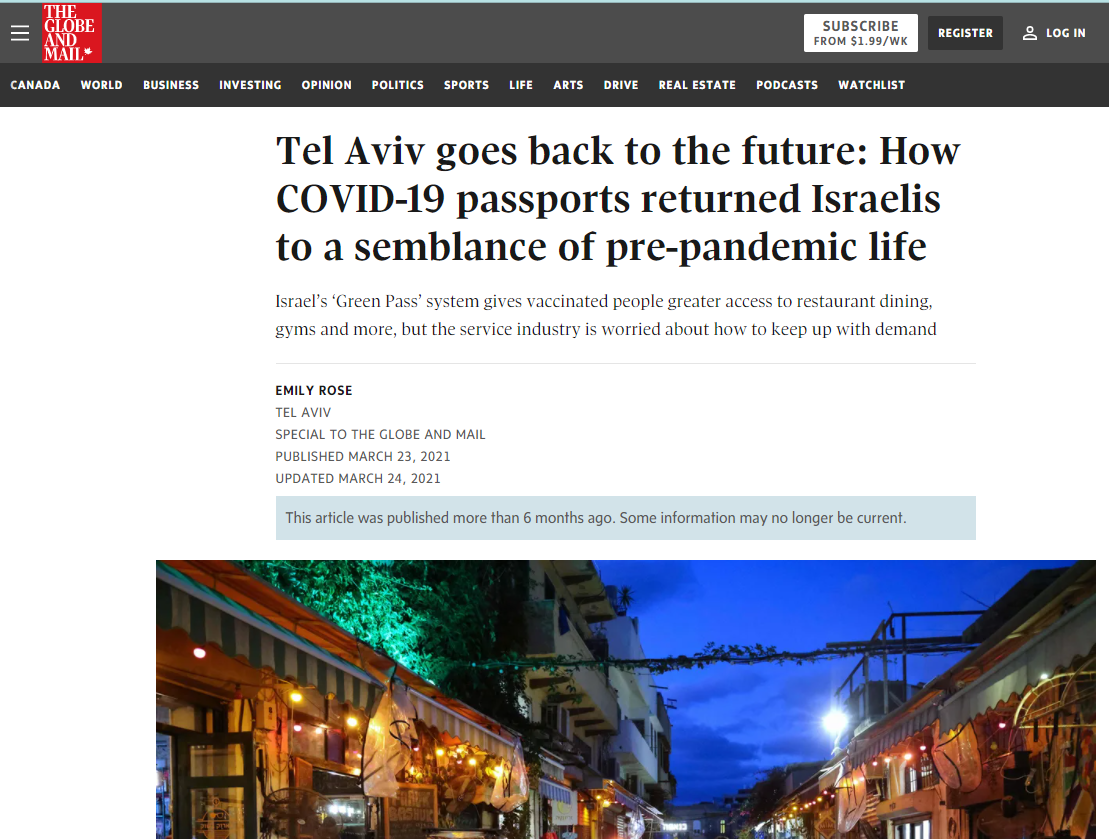 THE
GLOBE
AND
MAIL
SUBSCRIBE
FROM $1.99/WK
REGISTER
LOG IN
CANADA WORLD BUSINESS INVESTING OPINION POLITICS SPORTS LIFE ARTS DRIVE REAL ESTATE PODCASTS WATCHLIST
Tel Aviv goes back to the future: How
COVID-19 passports returned Israelis
to a semblance of pre-pandemic life
Israel’s ‘Green Pass’ system gives vaccinated people greater access to restaurant dining,
gyms and more, but the service industry is worried about how to keep up with demand
EMILY ROSE
TEL AVIV
SPECIAL TO THE GLOBE AND MAIL
PUBLISHED MARCH 23, 2021
UPDATED MARCH 24, 2021
This article was published more than 6 months ago. Some information may no longer be current.